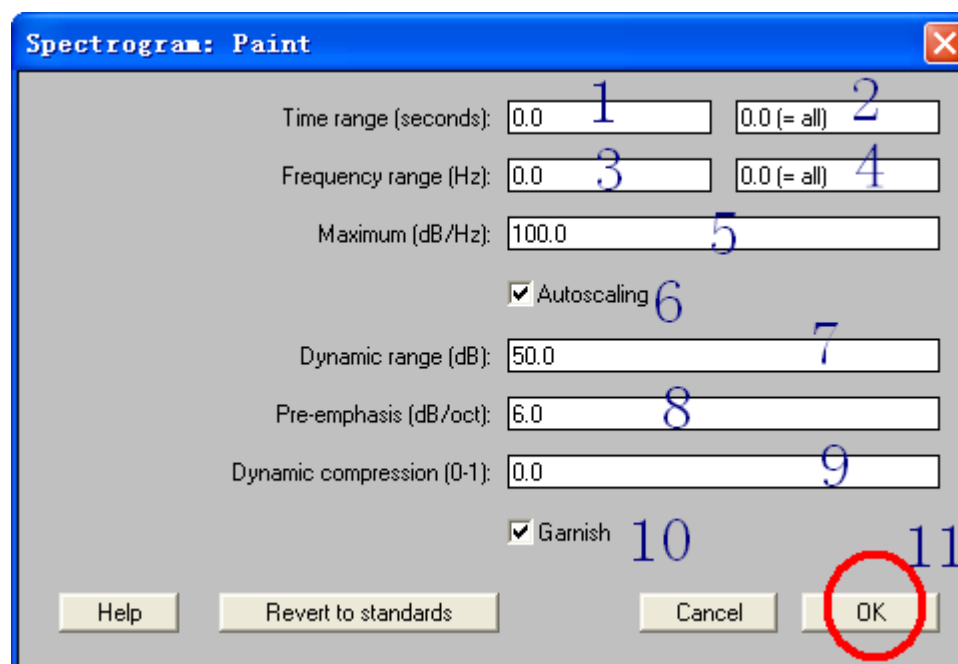 Spectrogram: Paint
Time range (seconds): 0.0 1 0.0 (= all) 2
Frequency range (Hz): 0.0 3 0.0 (= all) 4
Maximum (dB/Hz): 100.0 5
Autoscaling 6
Dynamic range (dB): 50.0 7
Pre-emphasis (dB/oct): 6.0 8
Dynamic compression (0-1): 0.0 9
Garnish 10 11
Help Revert to standards Cancel OK